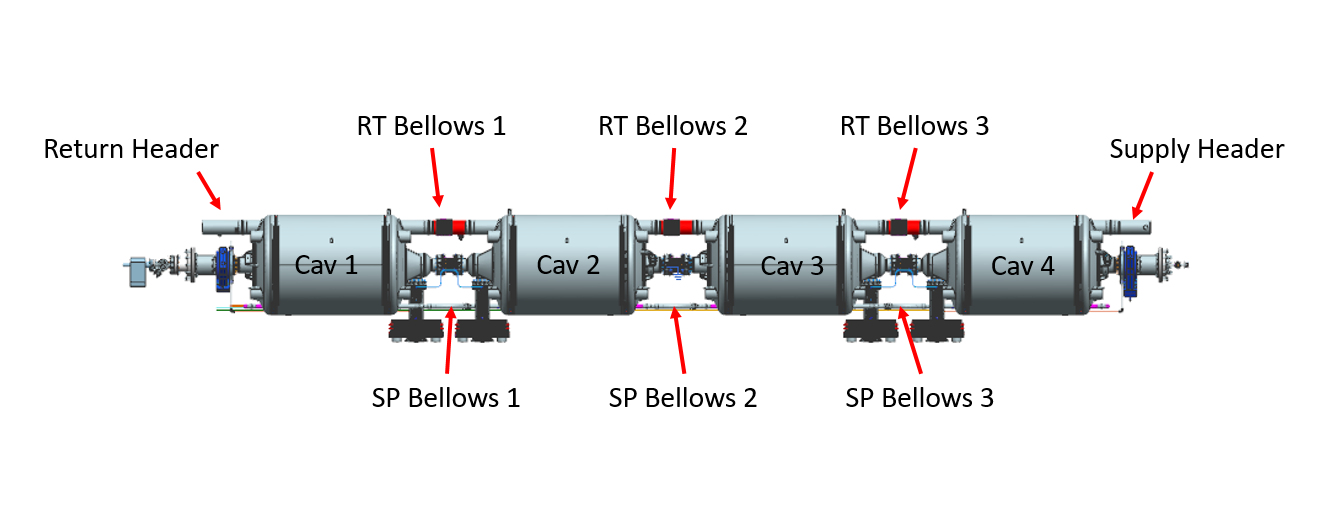 RT Bellows 1
RT Bellows 2
RT Bellows 3
Return Header
Supply Header
Cav 1
Cav 2
Cav 3
Cav 4
SP Bellows 1
SP Bellows 2
SP Bellows 3